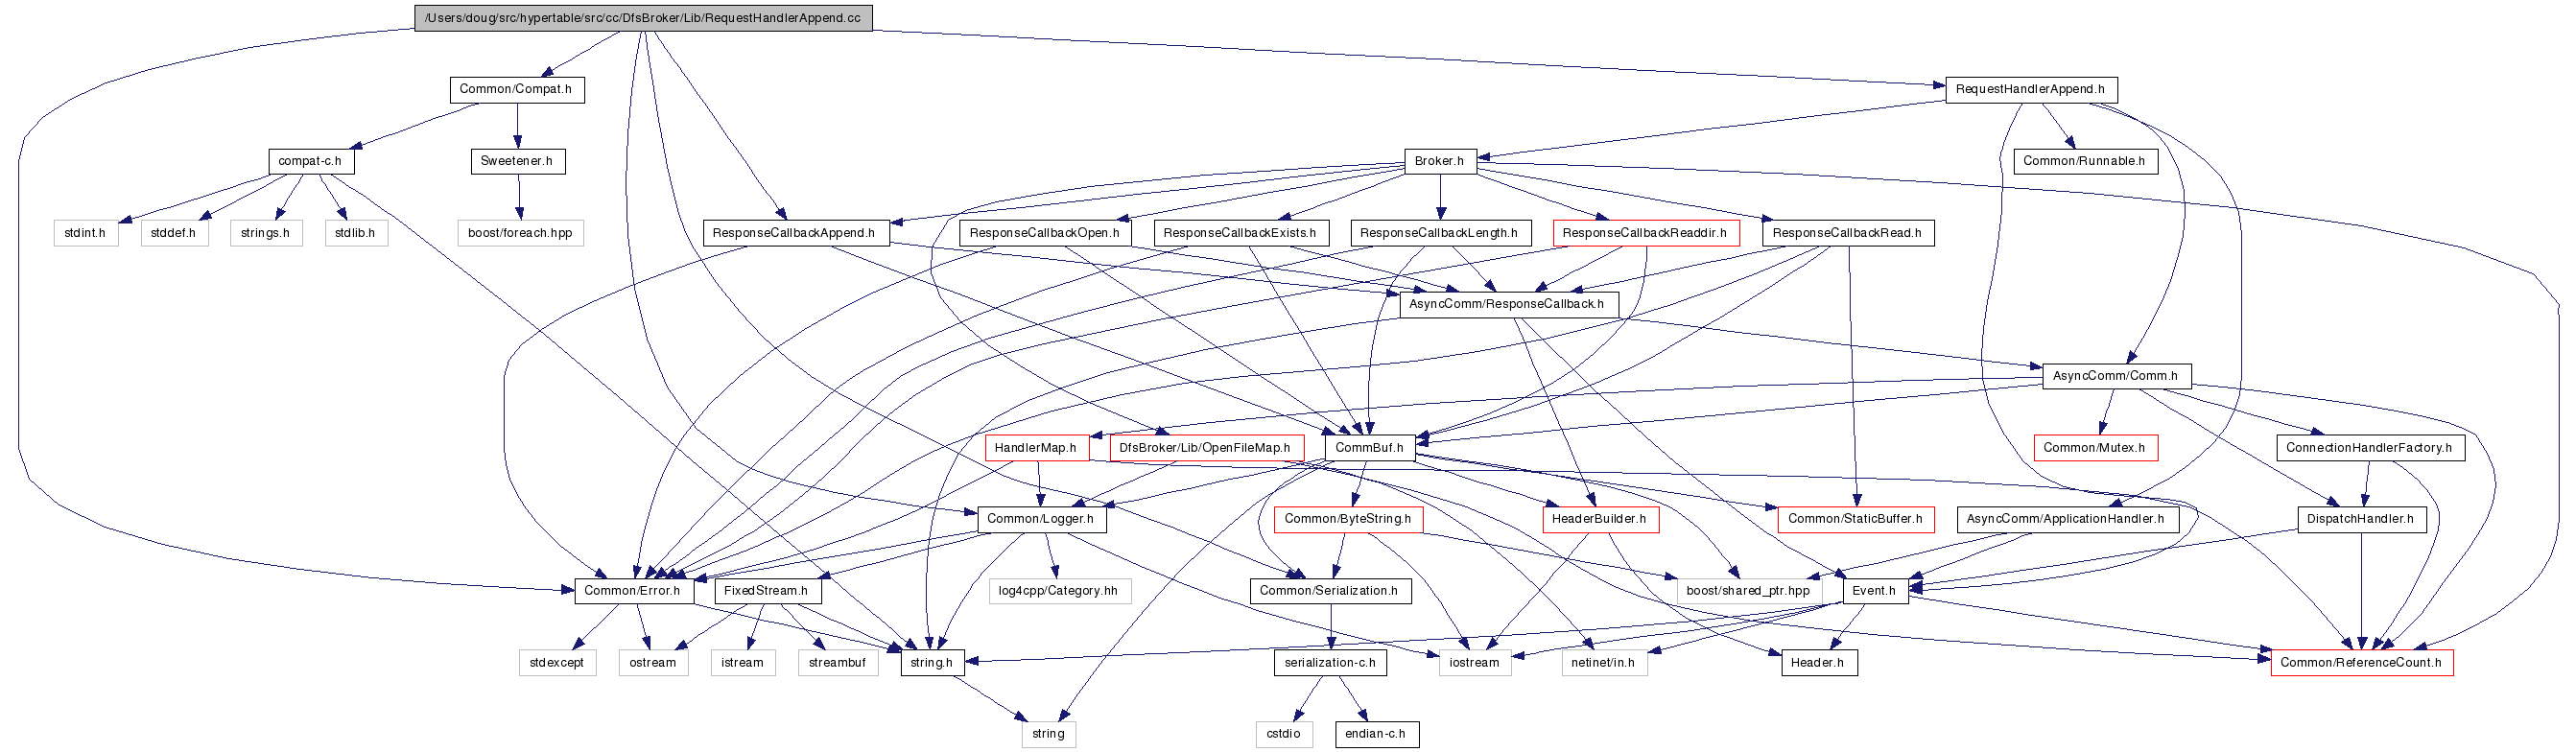 /Users/doug/src/hypertable/src/cc/DfsBroker/Lib/RequestHandlerAppend.cc
Common/Compat.h
RequestHandlerAppend.h
compat-c.h
Sweetener.h
Broker.h
Common/Runnable.h
stdint.h
stddef.h
strings.h
stdlib.h
boost/foreach.hpp
ResponseCallbackAppend.h
ResponseCallbackOpen.h
ResponseCallbackExists.h
ResponseCallbackLength.h
ResponseCallbackReaddir.h
ResponseCallbackRead.h
AsyncComm/ResponseCallback.h
AsyncComm/Comm.h
HandlerMap.h
DfsBroker/Lib/OpenFileMap.h
CommBuf.h
Common/Mutex.h
ConnectionHandlerFactory.h
Common/Logger.h
Common/ByteString.h
HeaderBuilder.h
Common/StaticBuffer.h
AsyncComm/ApplicationHandler.h
DispatchHandler.h
Common/Error.h
FixedStream.h
log4cpp/Category.hh
Common/Serialization.h
boost/shared_ptr.hpp
Event.h
stdexcept
ostream
istream
streambuf
string.h
serialization-c.h
iostream
netinet/in.h
Header.h
Common/ReferenceCount.h
string
cstdio
endian-c.h